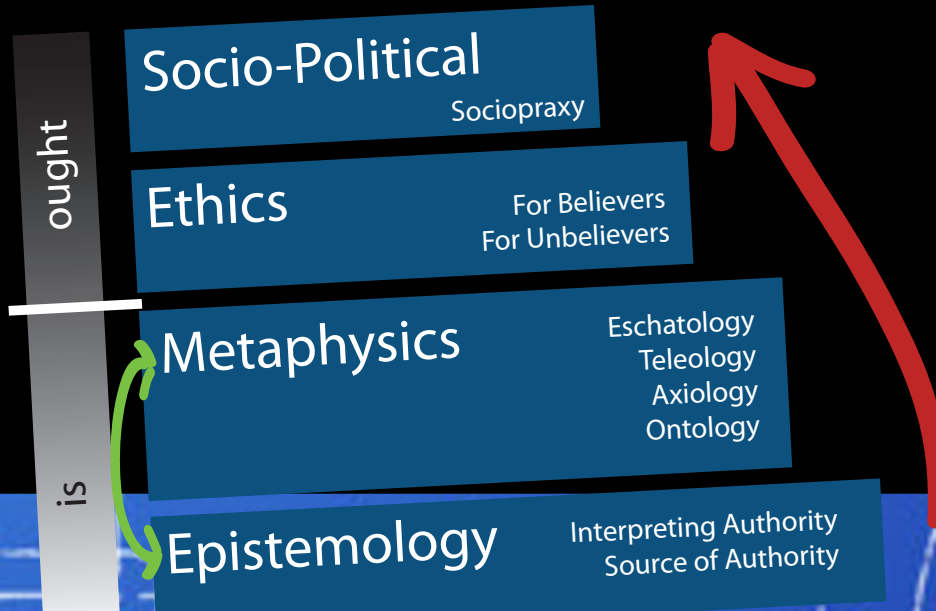 ought
Socio-Political
Sociopraxy
Ethics
For Believers
For Unbelievers
Metaphysics
Eschatology
Teleology
Axiology
Ontology
is
Epistemology
Interpreting Authority
Source of Authority